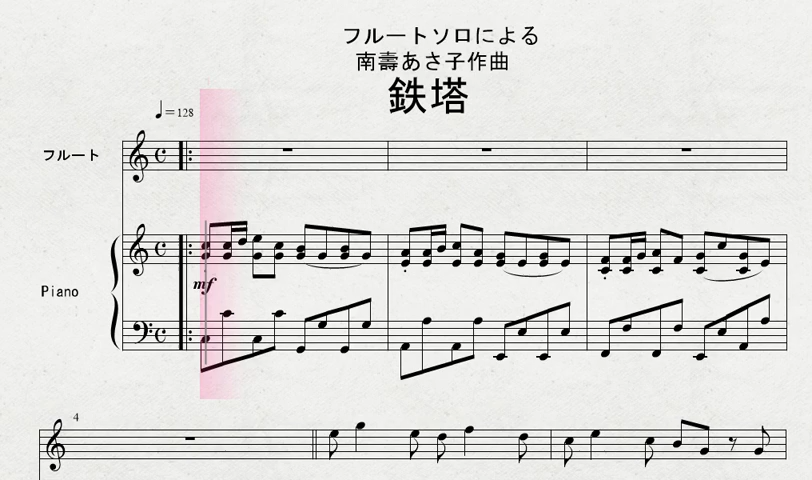 フルートソロによる
南壽あさ子作曲
鉄塔
♩=128
フルート
Piano
mf
4